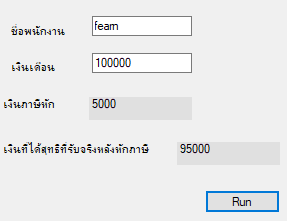 ชื่อพนักงาน feam
เงินเดือน 100000
เงินภาษีหัก 5000
เงินที่ได้สุทธิที่รับจริงหลังหักภาษี 95000
Run